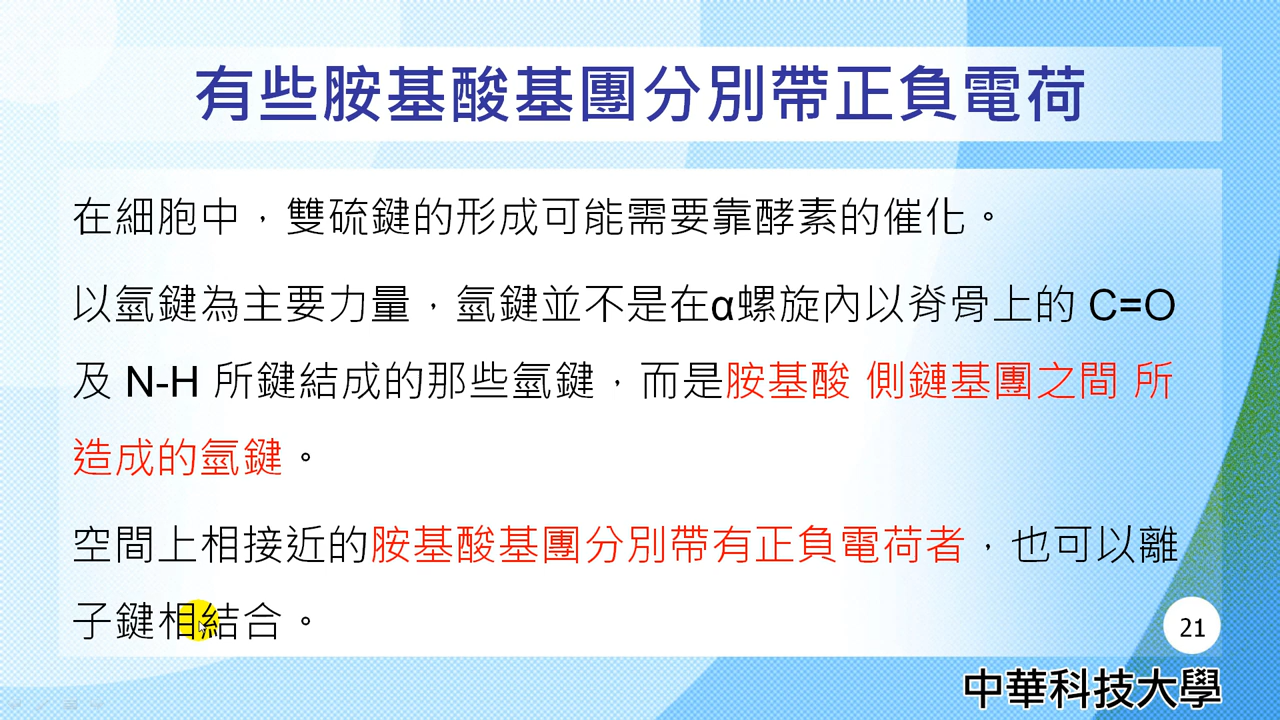 有些胺基酸基團分別帶正負電荷
在細胞中，雙硫鍵的形成可能需要靠酵素的催化。
以氫鍵為主要力量，氫鍵並不是在α螺旋內以脊骨上的 C=O
及 N-H 所鍵結成的那些氫鍵，而是胺基酸 側鏈基團之間 所
造成的氫鍵。
空間上相接近的胺基酸基團分別帶有正負電荷者，也可以離
子鍵相結合。
21
中華科技大學